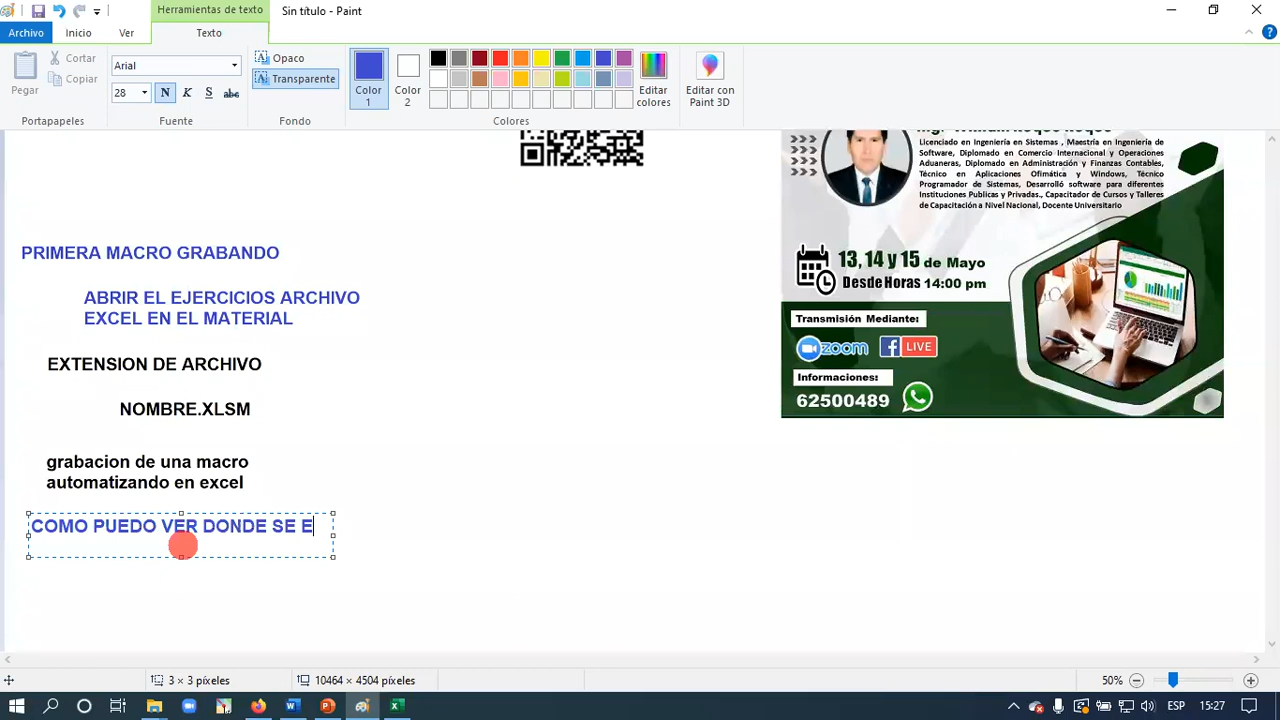 Herramientas de texto
Sin título - Paint
Archivo
Inicio
Ver
Texto
Pegar
Cortar
Copiar
Portapapeles
Arial
28
N K S abc
Fuente
Opaco
Transparente
Fondo
Color 1
Color 2
Editar colores
Colores
Editar con Paint 3D
Licenciado en Ingeniería en Sistemas , Maestría en Ingeniería de
Software, Diplomado en Comercio Internacional y Operaciones
Aduaneras, Diplomado en Administración y Finanzas Contables,
Técnico en Aplicaciones Ofimática y Windows, Técnico
Programador de Sistemas, Desarrolló software para diferentes
Instituciones Publicas y Privadas., Capacitador de Cursos y Talleres
de Capacitación a Nivel Nacional, Docente Universitario
13, 14 y 15 de Mayo
Desde Horas 14:00 pm
Transmisión Mediante:
zoom
LIVE
Informaciones:
62500489
PRIMERA MACRO GRABANDO
ABRIR EL EJERCICIOS ARCHIVO
EXCEL EN EL MATERIAL
EXTENSION DE ARCHIVO
NOMBRE.XLSM
grabacion de una macro
automatizando en excel
COMO PUEDO VER DONDE SE E
3 × 3 píxeles
10464 × 4504 píxeles
50%
ESP
15:27